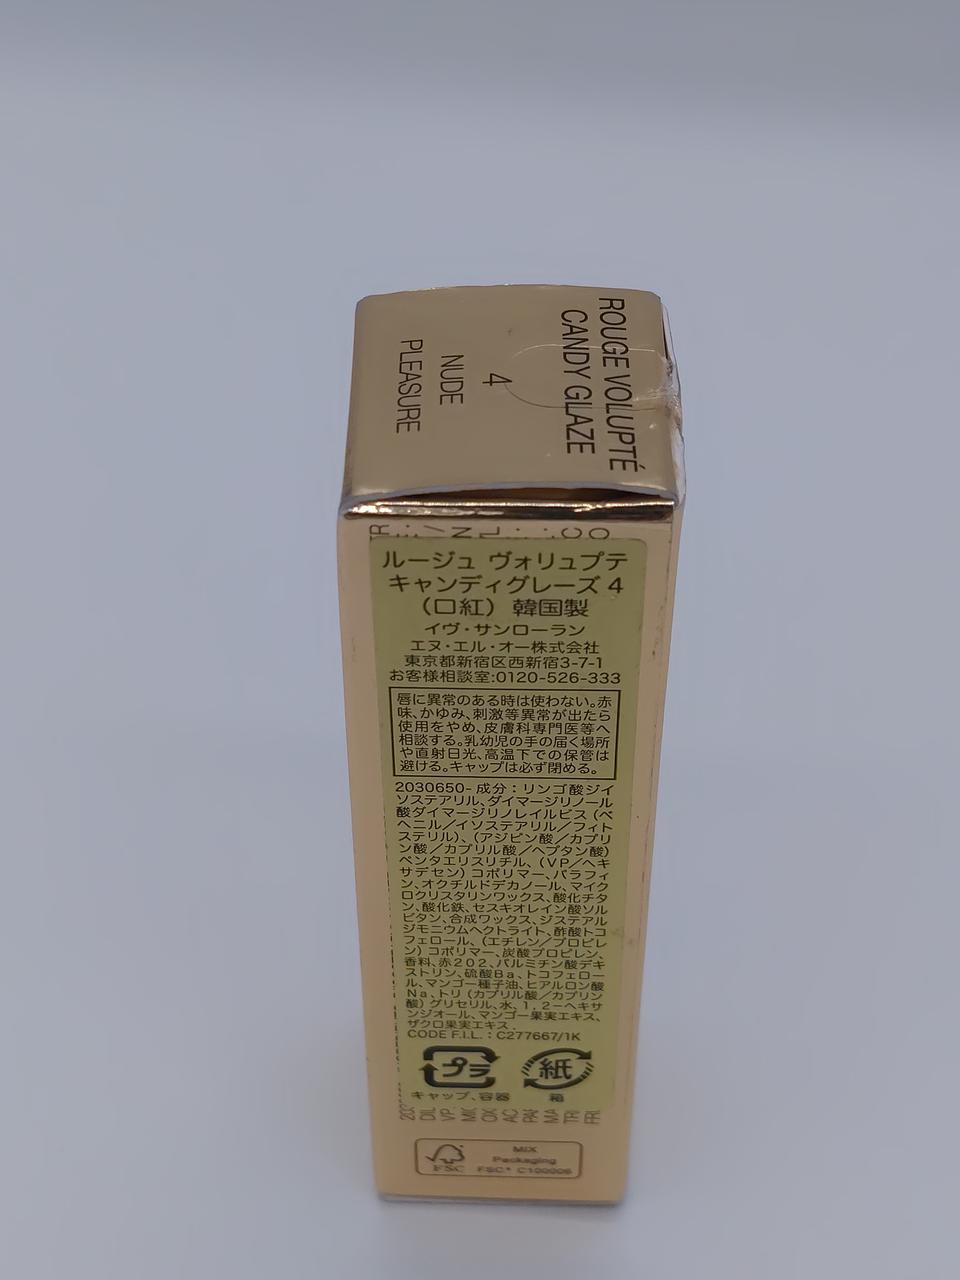 ROUGE VOLUPTÉ
CANDY GLAZE
4
NUDE
PLEASURE
ルージュ ヴォリュプテ
キャンディグレーズ 4
（口紅） 韓国製
イヴ・サンローラン
エヌ・エル・オー株式会社
東京都新宿区西新宿3-7-1
お客様相談室:0120-526-333
唇に異常のある時は使わない。赤
味、かゆみ、刺激等異常が出たら
使用をやめ、皮膚科専門医等へ
相談する。乳幼児の手の届く場所
や直射日光、高温下での保管は
避ける。キャップは必ず閉める。
2030650- 成分：リンゴ酸ジイ
ソステアリル、ダイマージリノール
酸ダイマージリノレイルビス（ベ
ヘニル／イソステアリル／フィト
ステリル）、（アジピン酸／カプリ
ン酸／カプリル酸／ヘプタン酸）
ペンタエリスリチル、（VP／ヘキ
サデセン）コポリマー、パラフィ
ン、オクチルドデカノール、マイク
ロクリスタリンワックス、酸化チタ
ン、酸化鉄、セスキオレイン酸ソル
ビタン、合成ワックス、ジステアル
ジモニウムヘクトライト、酢酸トコ
フェロール、（エチレン／プロピレ
ン）コポリマー、炭酸プロピレン、
香料、赤202、パルミチン酸デキ
ストリン、硫酸Ba、トコフェロー
ル、マンゴー種子油、ヒアルロン酸
Na、トリ（カプリル酸／カプリン
酸）グリセリル、水、1，2－ヘキサ
ンジオール、マンゴー果実エキス、
ザクロ果実エキス．
CODE F.I.L.：C277667/1K
プラ 紙
キャップ、容器 箱
MIX
Packaging
FSC FSC® C100006